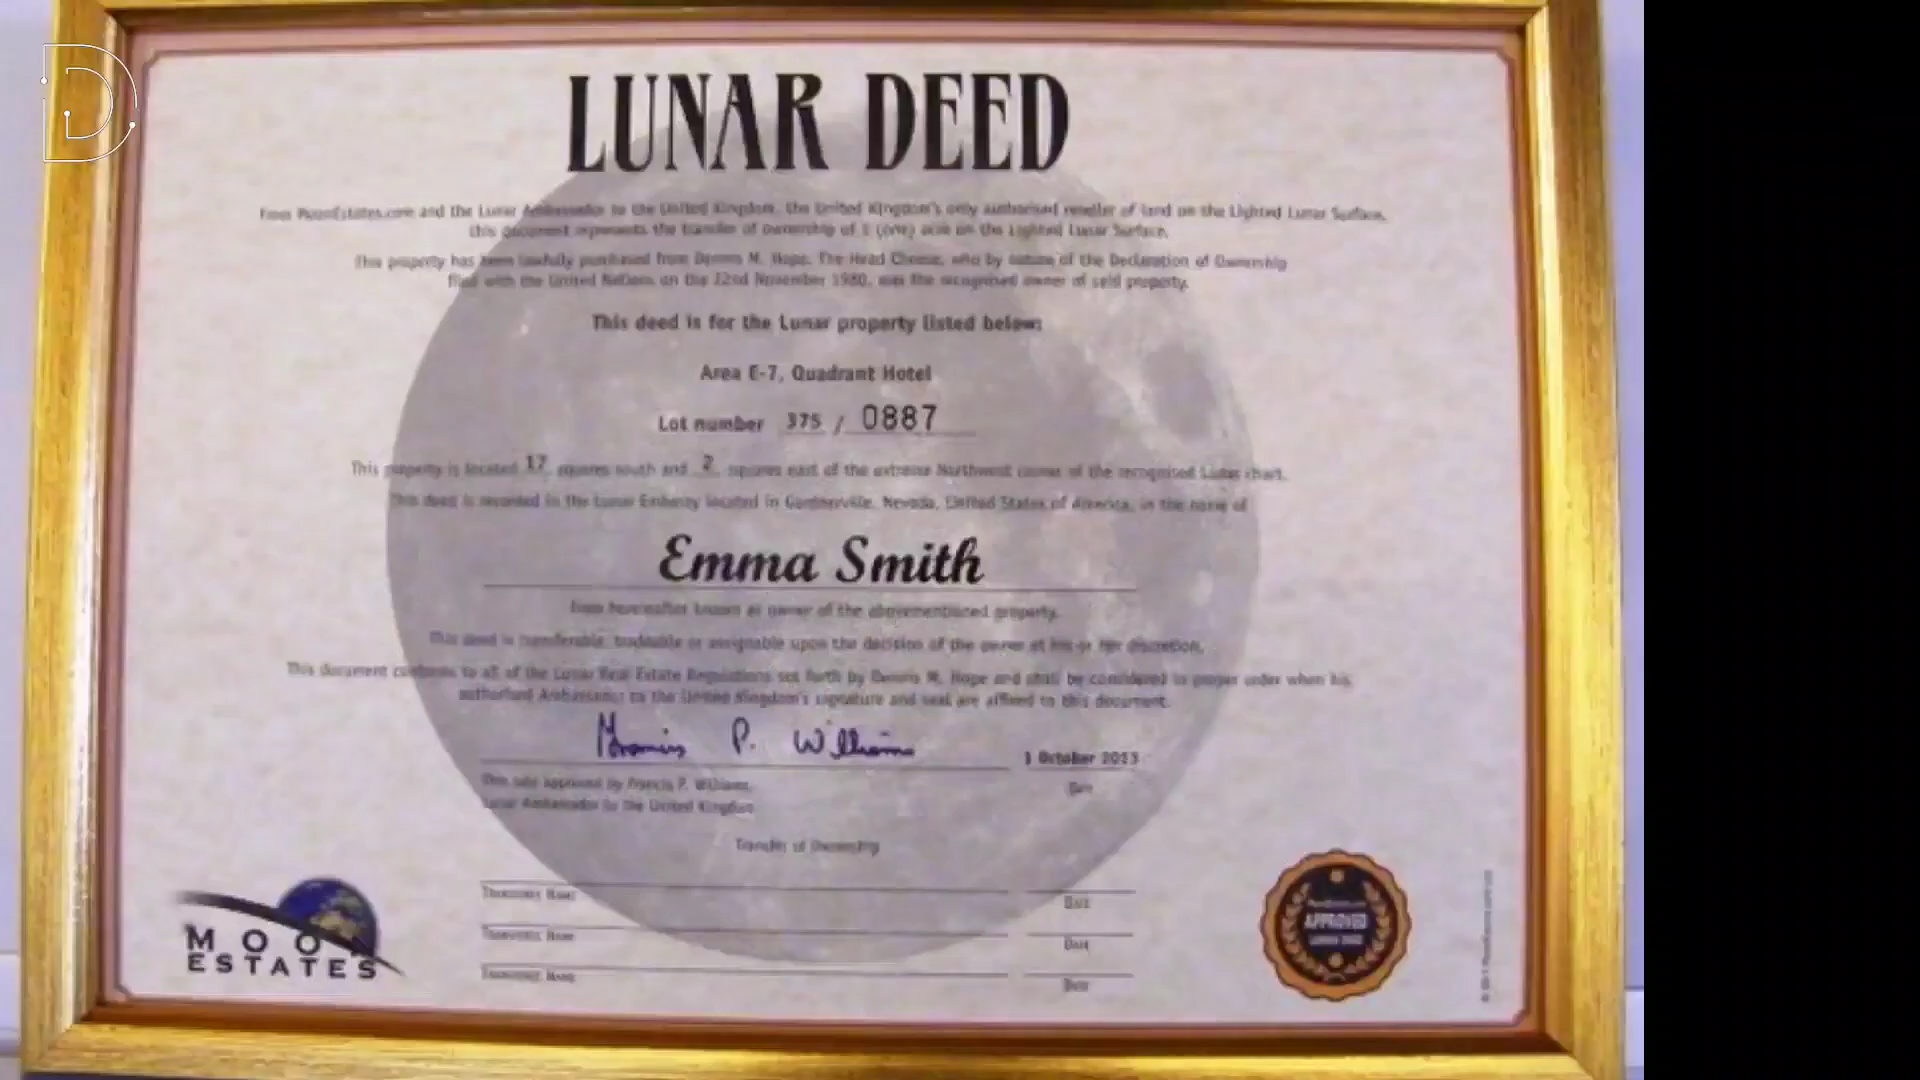 LUNAR DEED
From MoonEstates.com and the Lunar Ambassador to the United Kingdom, the United Kingdom's only authorised reseller of land on the Lighted Lunar Surface,
this document represents the transfer of ownership of 1 (one) acre on the Lighted Lunar Surface.
This property has been lawfully purchased from Dennis M. Hope, The Head Cheese, who by nature of the Declaration of Ownership
filed with the United Nations on the 22nd November 1980, was the recognised owner of said property.
This deed is for the Lunar property listed below:
Area E-7, Quadrant Hotel
Lot number 375 / 0887
This property is located 17 squares south and 2 squares east of the extreme Northwest corner of the recognised Lunar chart.
This deed is recorded in the Lunar Embassy located in Gardnerville, Nevada, United States of America, in the name of
Emma Smith
from hereinafter known as owner of the abovementioned property.
This deed is transferable, tradeable or assignable upon the decision of the owner at his or her discretion.
This document conforms to all of the Lunar Real Estate Regulations set forth by Dennis M. Hope and shall be considered in proper order when his
authorised Ambassador to the United Kingdom's signature and seal are affixed to this document.
Francis P. Williams
1 October 2013
This sale approved by Francis P. Williams,
Date
Lunar Ambassador to the United Kingdom
Transfer of Ownership
Transferee Name
Date
Transferee Name
Date
Transferee Name
Date
MOON
ESTATES
APPROVED